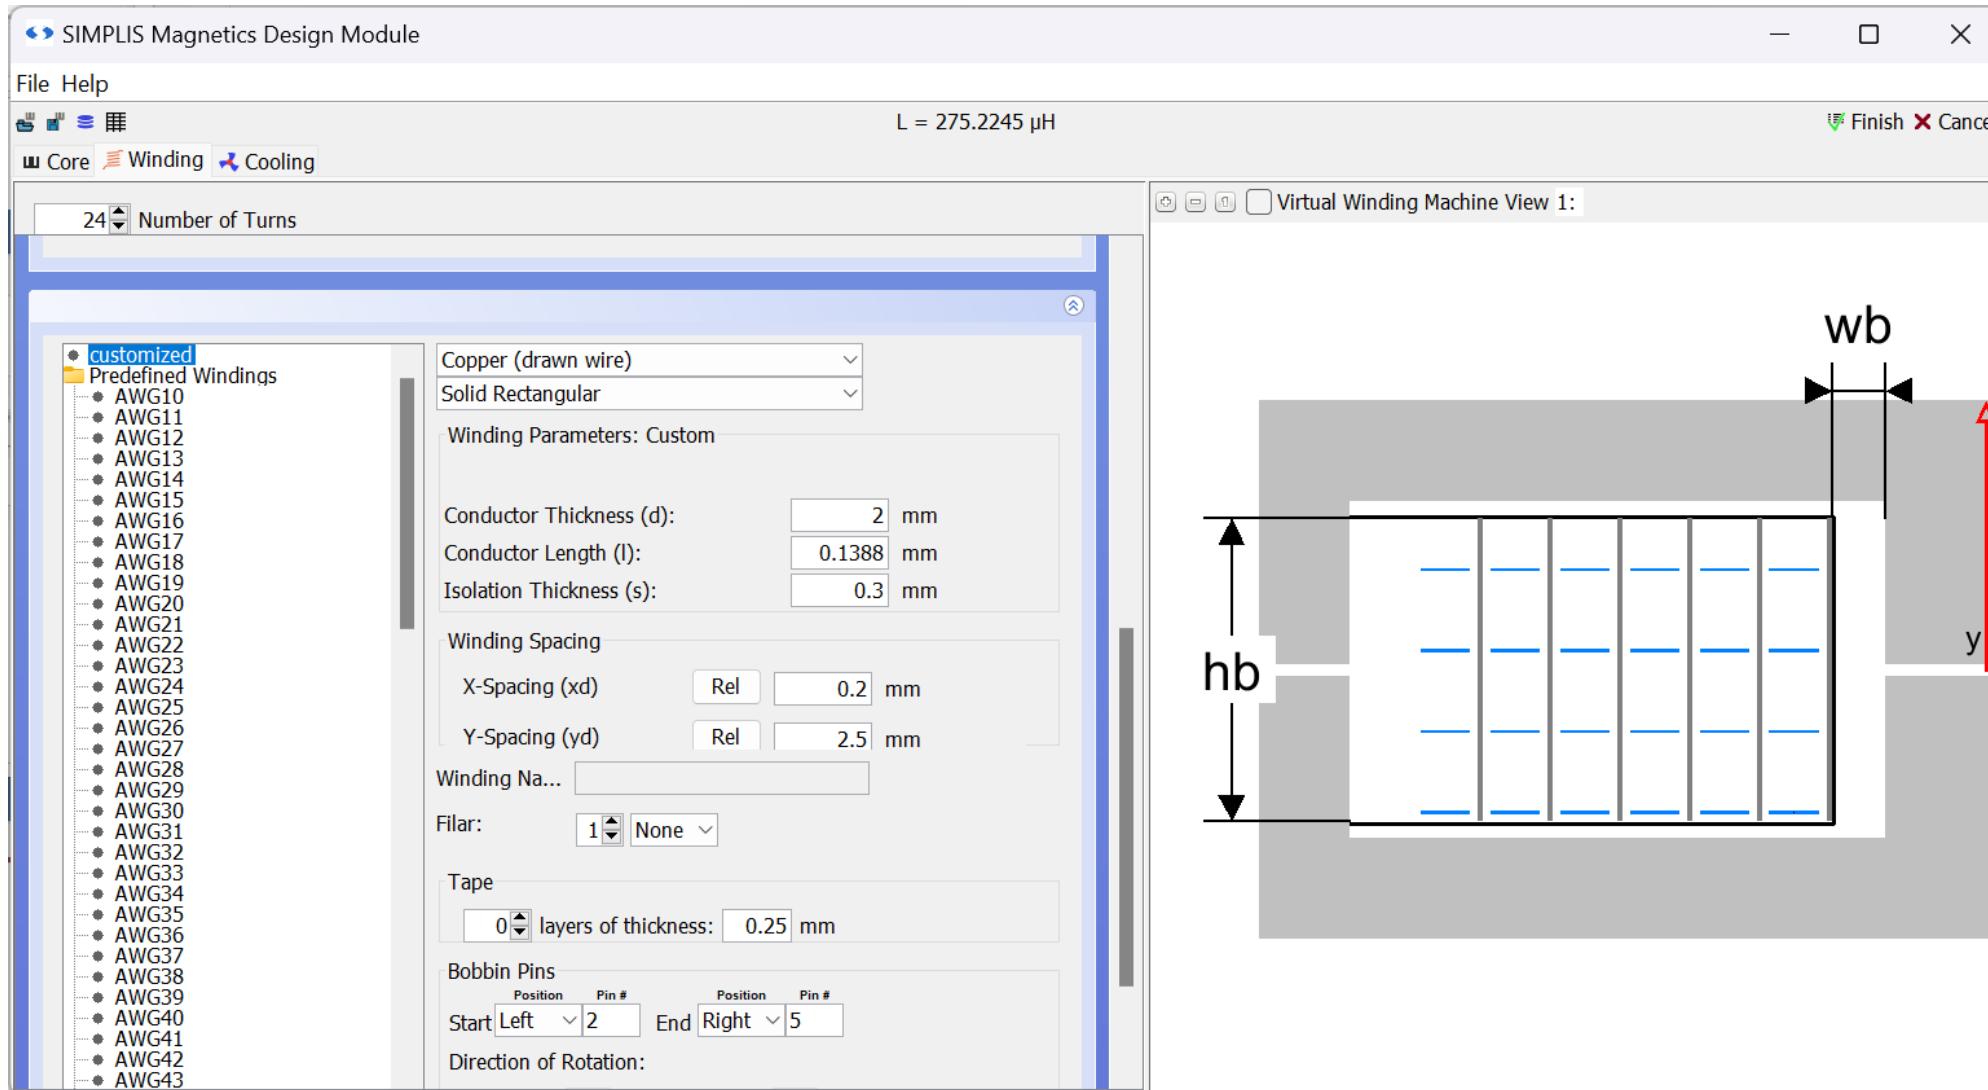 SIMPLIS Magnetics Design Module
File Help
L = 275.2245 µH
Finish
Core Winding Cooling
24 Number of Turns
Virtual Winding Machine View 1:
customized
Predefined Windings
AWG10
AWG11
AWG12
AWG13
AWG14
AWG15
AWG16
AWG17
AWG18
AWG19
AWG20
AWG21
AWG22
AWG23
AWG24
AWG25
AWG26
AWG27
AWG28
AWG29
AWG30
AWG31
AWG32
AWG33
AWG34
AWG35
AWG36
AWG37
AWG38
AWG39
AWG40
AWG41
AWG42
AWG43
Copper (drawn wire)
Solid Rectangular
Winding Parameters: Custom
Conductor Thickness (d): 2 mm
Conductor Length (l): 0.1388 mm
Isolation Thickness (s): 0.3 mm
Winding Spacing
X-Spacing (xd) Rel 0.2 mm
Y-Spacing (yd) Rel 2.5 mm
Winding Na...
Filar: 1 None
Tape
0 layers of thickness: 0.25 mm
Bobbin Pins
Position Pin # Position Pin #
Start Left 2 End Right 5
Direction of Rotation:
wb
hb
y